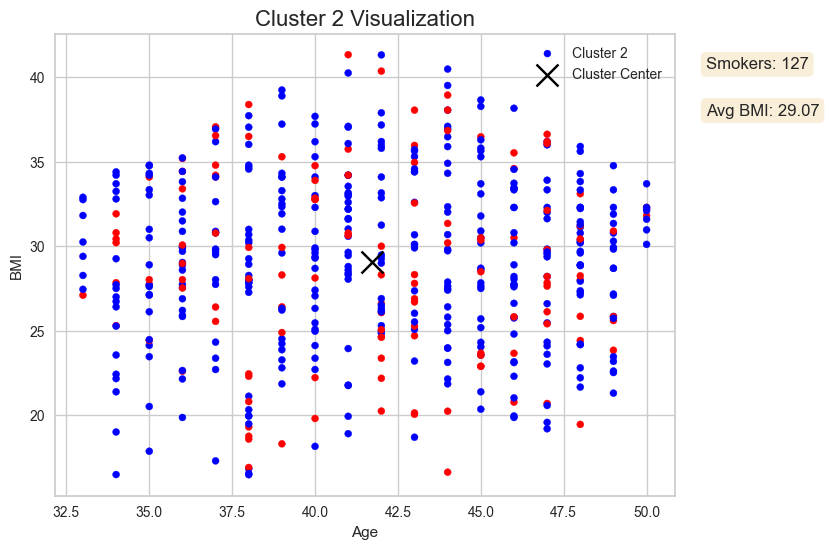 Cluster 2 Visualization
Cluster 2
Cluster Center
Smokers: 127
Avg BMI: 29.07
BMI
40
35
30
25
20
32.5 35.0 37.5 40.0 42.5 45.0 47.5 50.0
Age